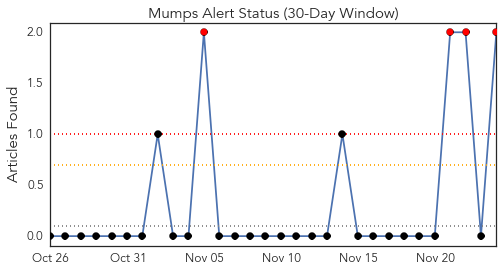 Mumps Alert Status (30-Day Window)
Articles Found
2.0
1.5
1.0
0.5
0.0
Oct 26 Oct 31 Nov 05 Nov 10 Nov 15 Nov 20